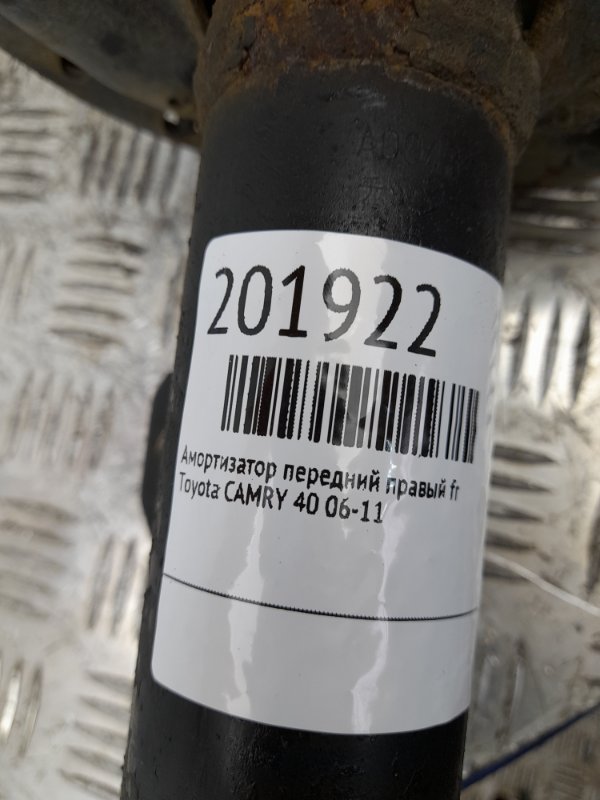 201922
Амортизатор передний правый fr
Toyota CAMRY 40 06-11